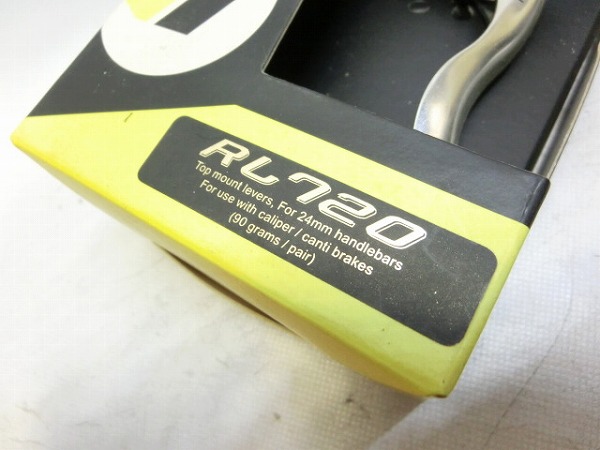 RL720
Top mount levers, For 24mm handlebars
For use with caliper / canti brakes
(90 grams / pair)